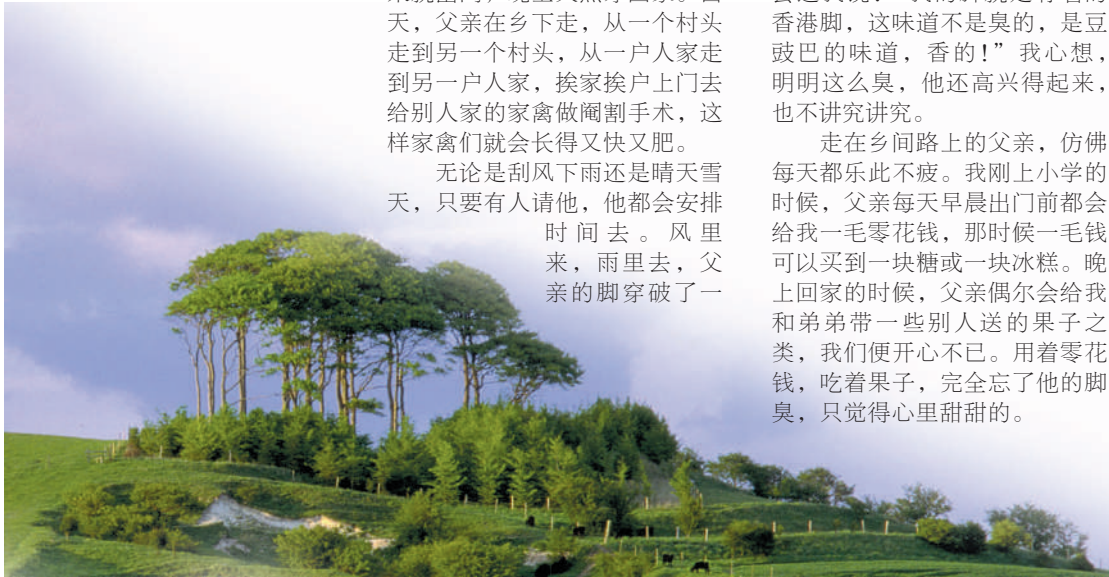 天，父亲在乡下走，从一个村头
走到另一个村头，从一户人家走
到另一户人家，挨家挨户上门去
给别人家的家禽做阉割手术，这
样家禽们就会长得又快又肥。
无论是刮风下雨还是晴天雪
天，只要有人请他，他都会安排
时间去。风里
来，雨里去，父
亲的脚穿破了一
香港脚，这味道不是臭的，是豆
豉巴的味道，香的！”我心想，
明明这么臭，他还高兴得起来，
也不讲究讲究。
走在乡间路上的父亲，仿佛
每天都乐此不疲。我刚上小学的
时候，父亲每天早晨出门前都会
给我一毛零花钱，那时候一毛钱
可以买到一块糖或一块冰糕。晚
上回家的时候，父亲偶尔会给我
和弟弟带一些别人送的果子之
类，我们便开心不已。用着零花
钱，吃着果子，完全忘了他的脚
臭，只觉得心里甜甜的。